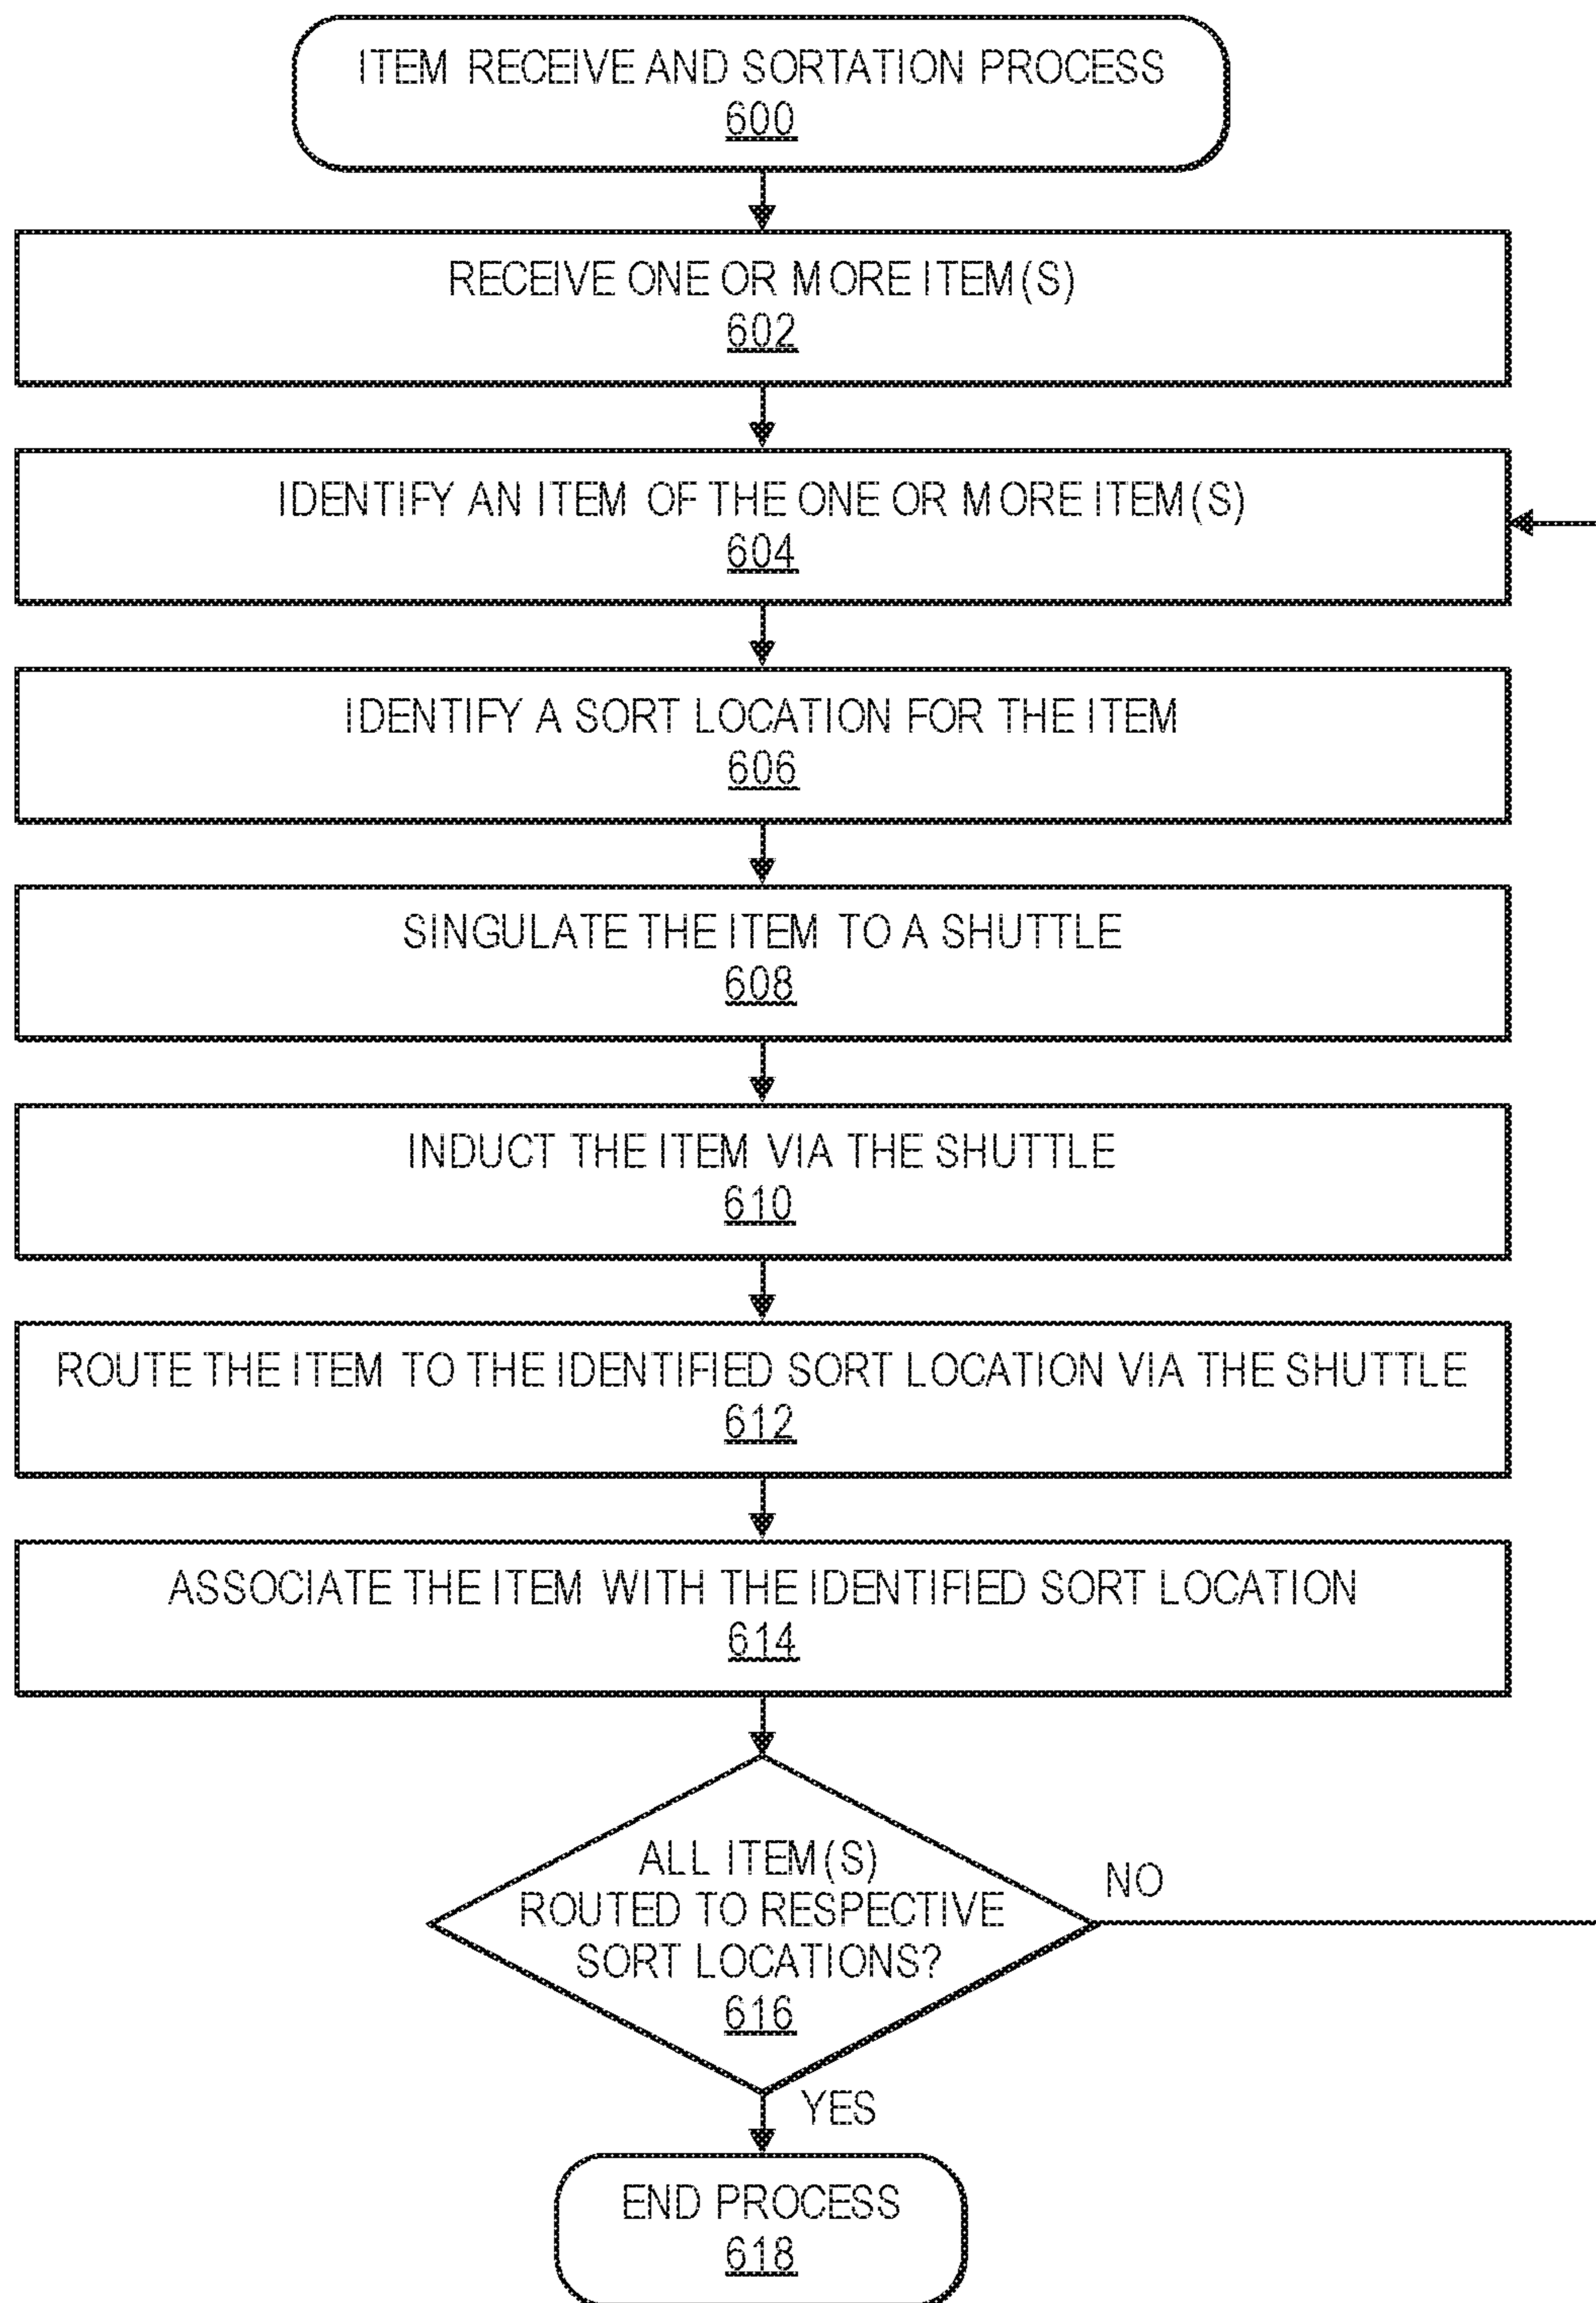 ITEM RECEIVE AND SORTATION PROCESS
600
RECEIVE ONE OR MORE ITEM(S)
602
IDENTIFY AN ITEM OF THE ONE OR MORE ITEM(S)
604
IDENTIFY A SORT LOCATION FOR THE ITEM
606
SINGULATE THE ITEM TO A SHUTTLE
608
INDUCT THE ITEM VIA THE SHUTTLE
610
ROUTE THE ITEM TO THE IDENTIFIED SORT LOCATION VIA THE SHUTTLE
612
ASSOCIATE THE ITEM WITH THE IDENTIFIED SORT LOCATION
614
ALL ITEM(S)
ROUTED TO RESPECTIVE
SORT LOCATIONS?
616
NO
YES
END PROCESS
618